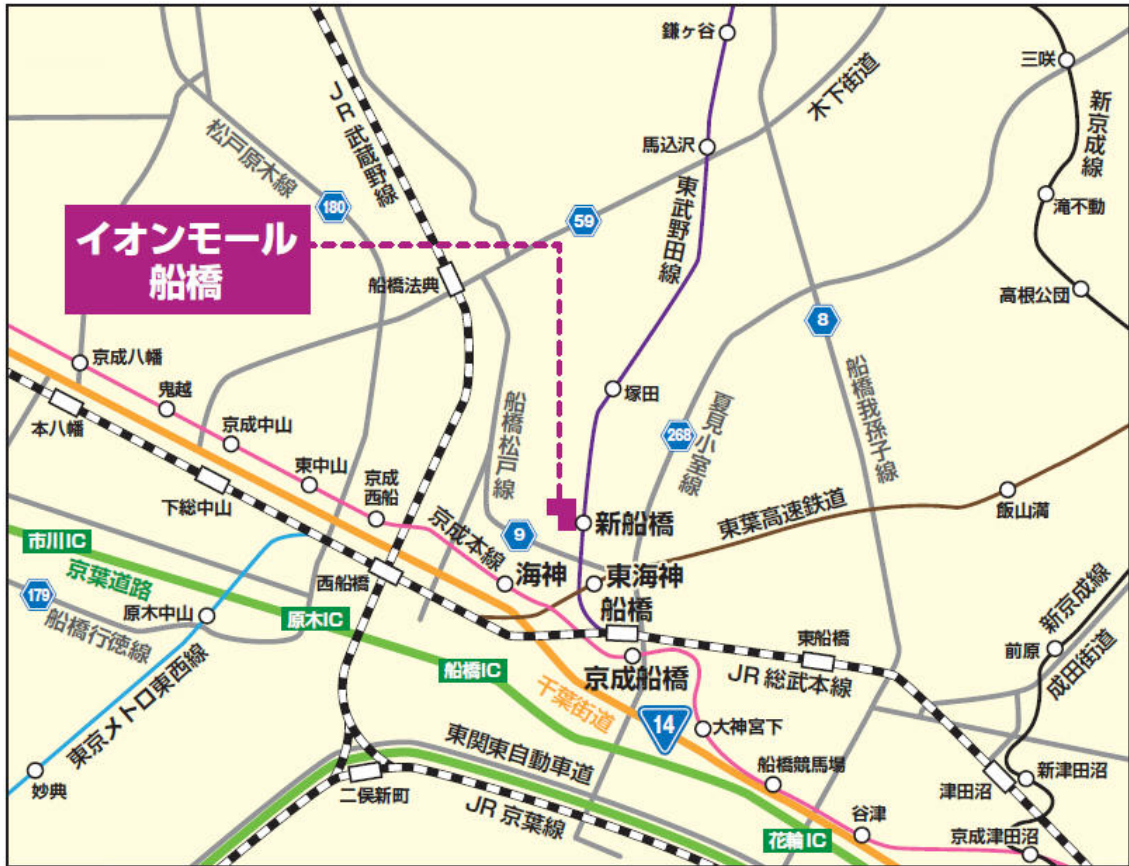 鎌ヶ谷
三咲
木下街道
新京成線
JR武蔵野線
松戸原木線
馬込沢
180
59
東武野田線
滝不動
イオンモール
船橋
船橋法典
高根公団
8
京成八幡
塚田
鬼越
船橋我孫子線
本八幡
船橋松戸線
夏見小室線
268
京成中山
東中山
京成
西船
下総中山
飯山満
東葉高速鉄道
新船橋
京成本線
9
市川IC
京葉道路
西船橋
海神
東海神
179
船橋行徳線
原木中山
原木IC
船橋
新京成線
東船橋
前原
成田街道
船橋IC
京成船橋
JR総武本線
千葉街道
14
東京メトロ東西線
大神宮下
東関東自動車道
妙典
二俣新町
船橋競馬場
津田沼
新津田沼
JR京葉線
谷津
花輪IC
京成津田沼